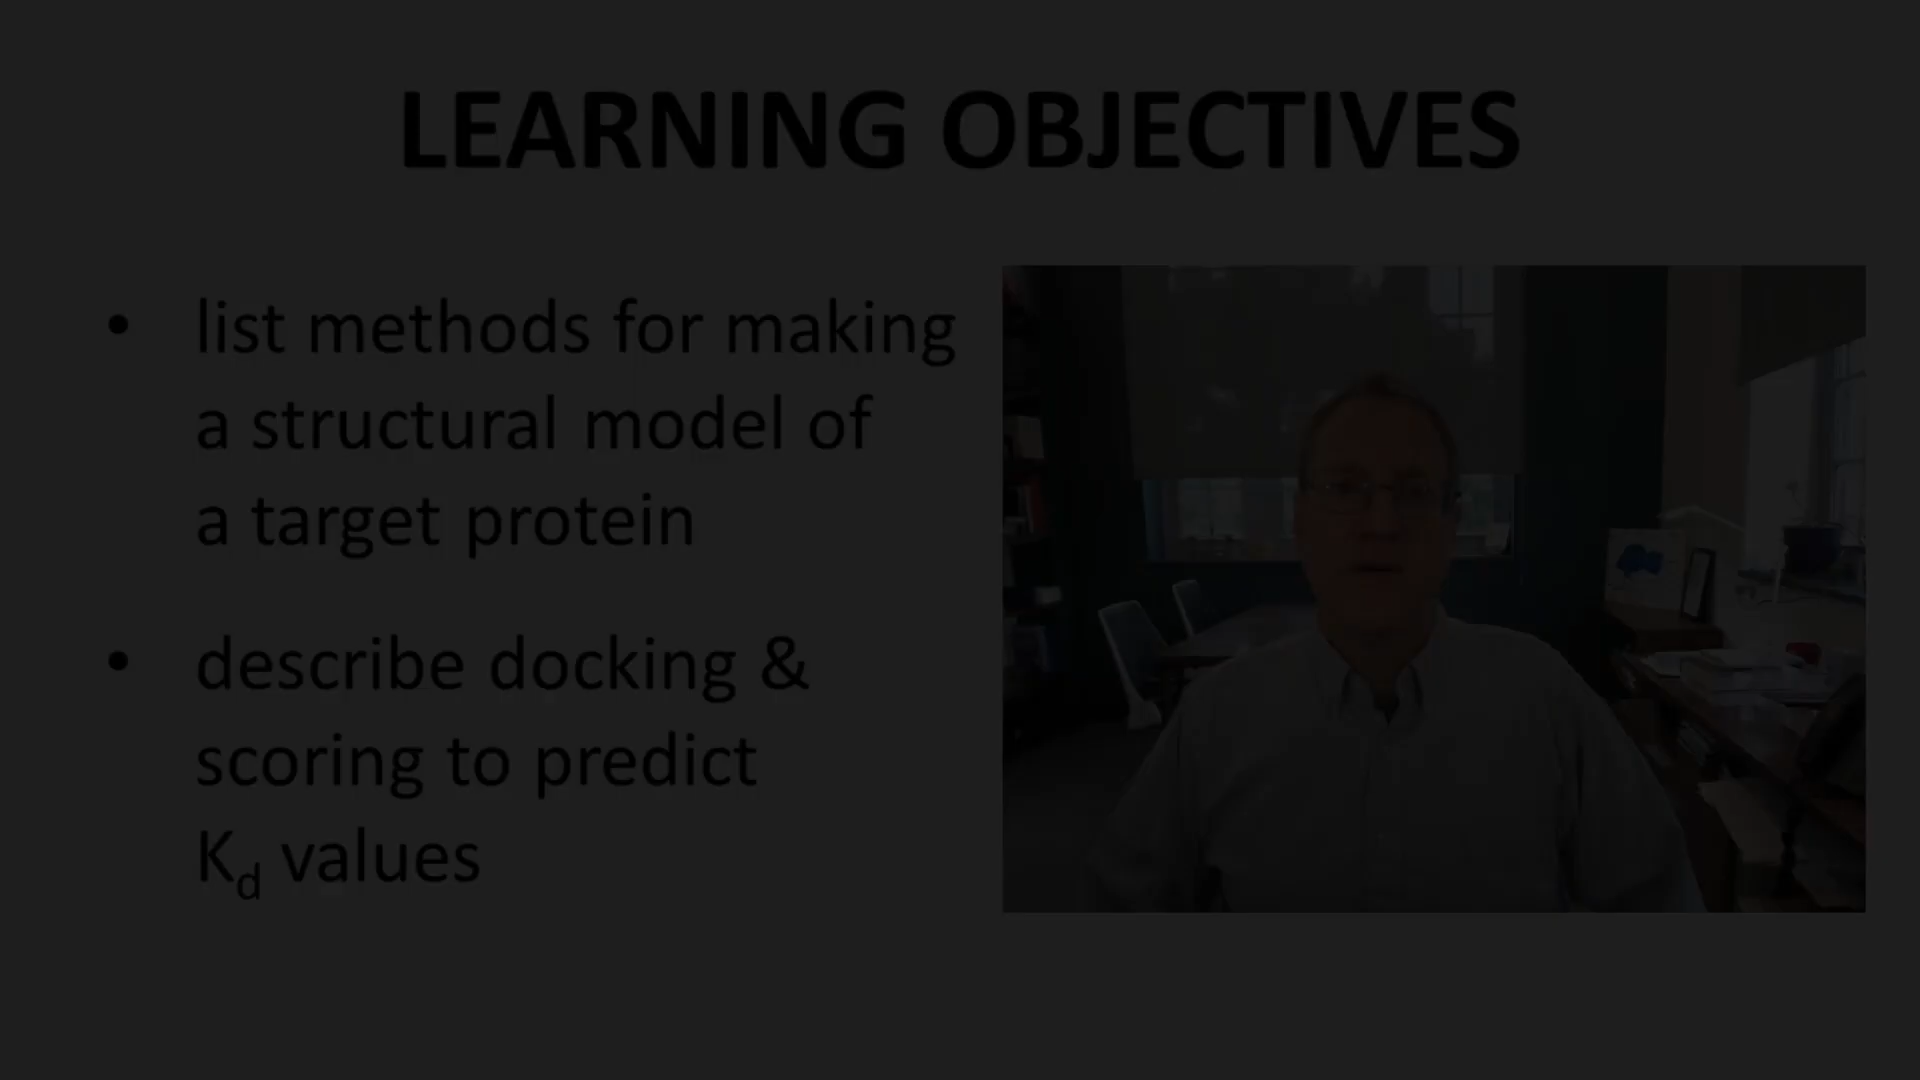 LEARNING OBJECTIVES
• list methods for making
a structural model of
a target protein
• describe docking &
scoring to predict
Kd values